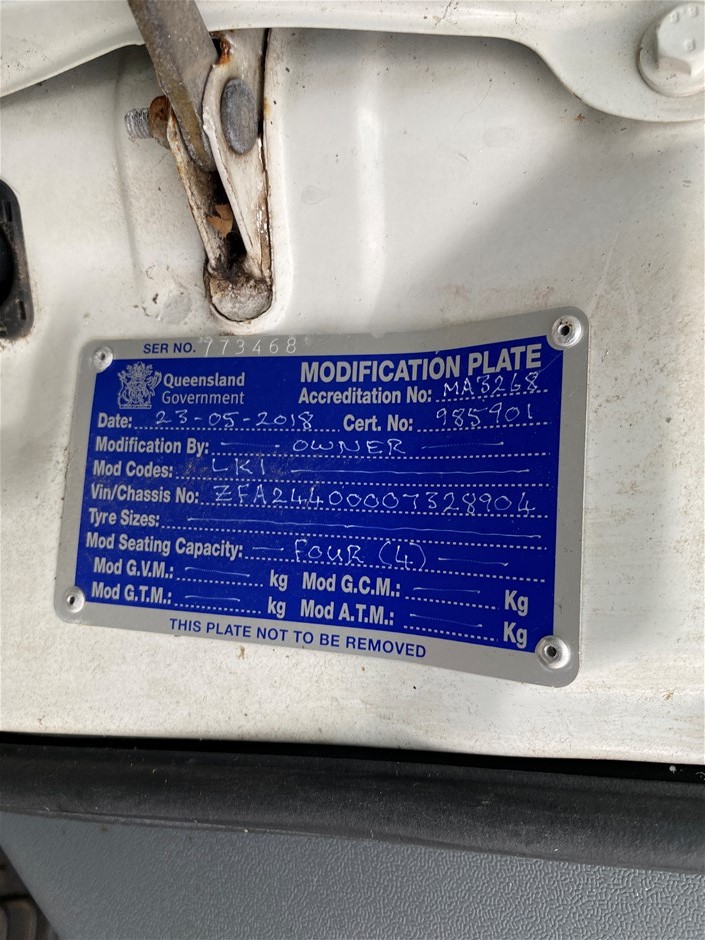 SER NO. 773468
Queensland Government
MODIFICATION PLATE
Accreditation No: MA3268
Date: 23-05-2018 Cert. No: 985901
Modification By: OWNER
Mod Codes: LK1
Vin/Chassis No: ZFA24400007328904
Tyre Sizes:
Mod Seating Capacity: FOUR (4)
Mod G.V.M.: kg Mod G.C.M.: Kg
Mod G.T.M.: kg Mod A.T.M.: Kg
THIS PLATE NOT TO BE REMOVED